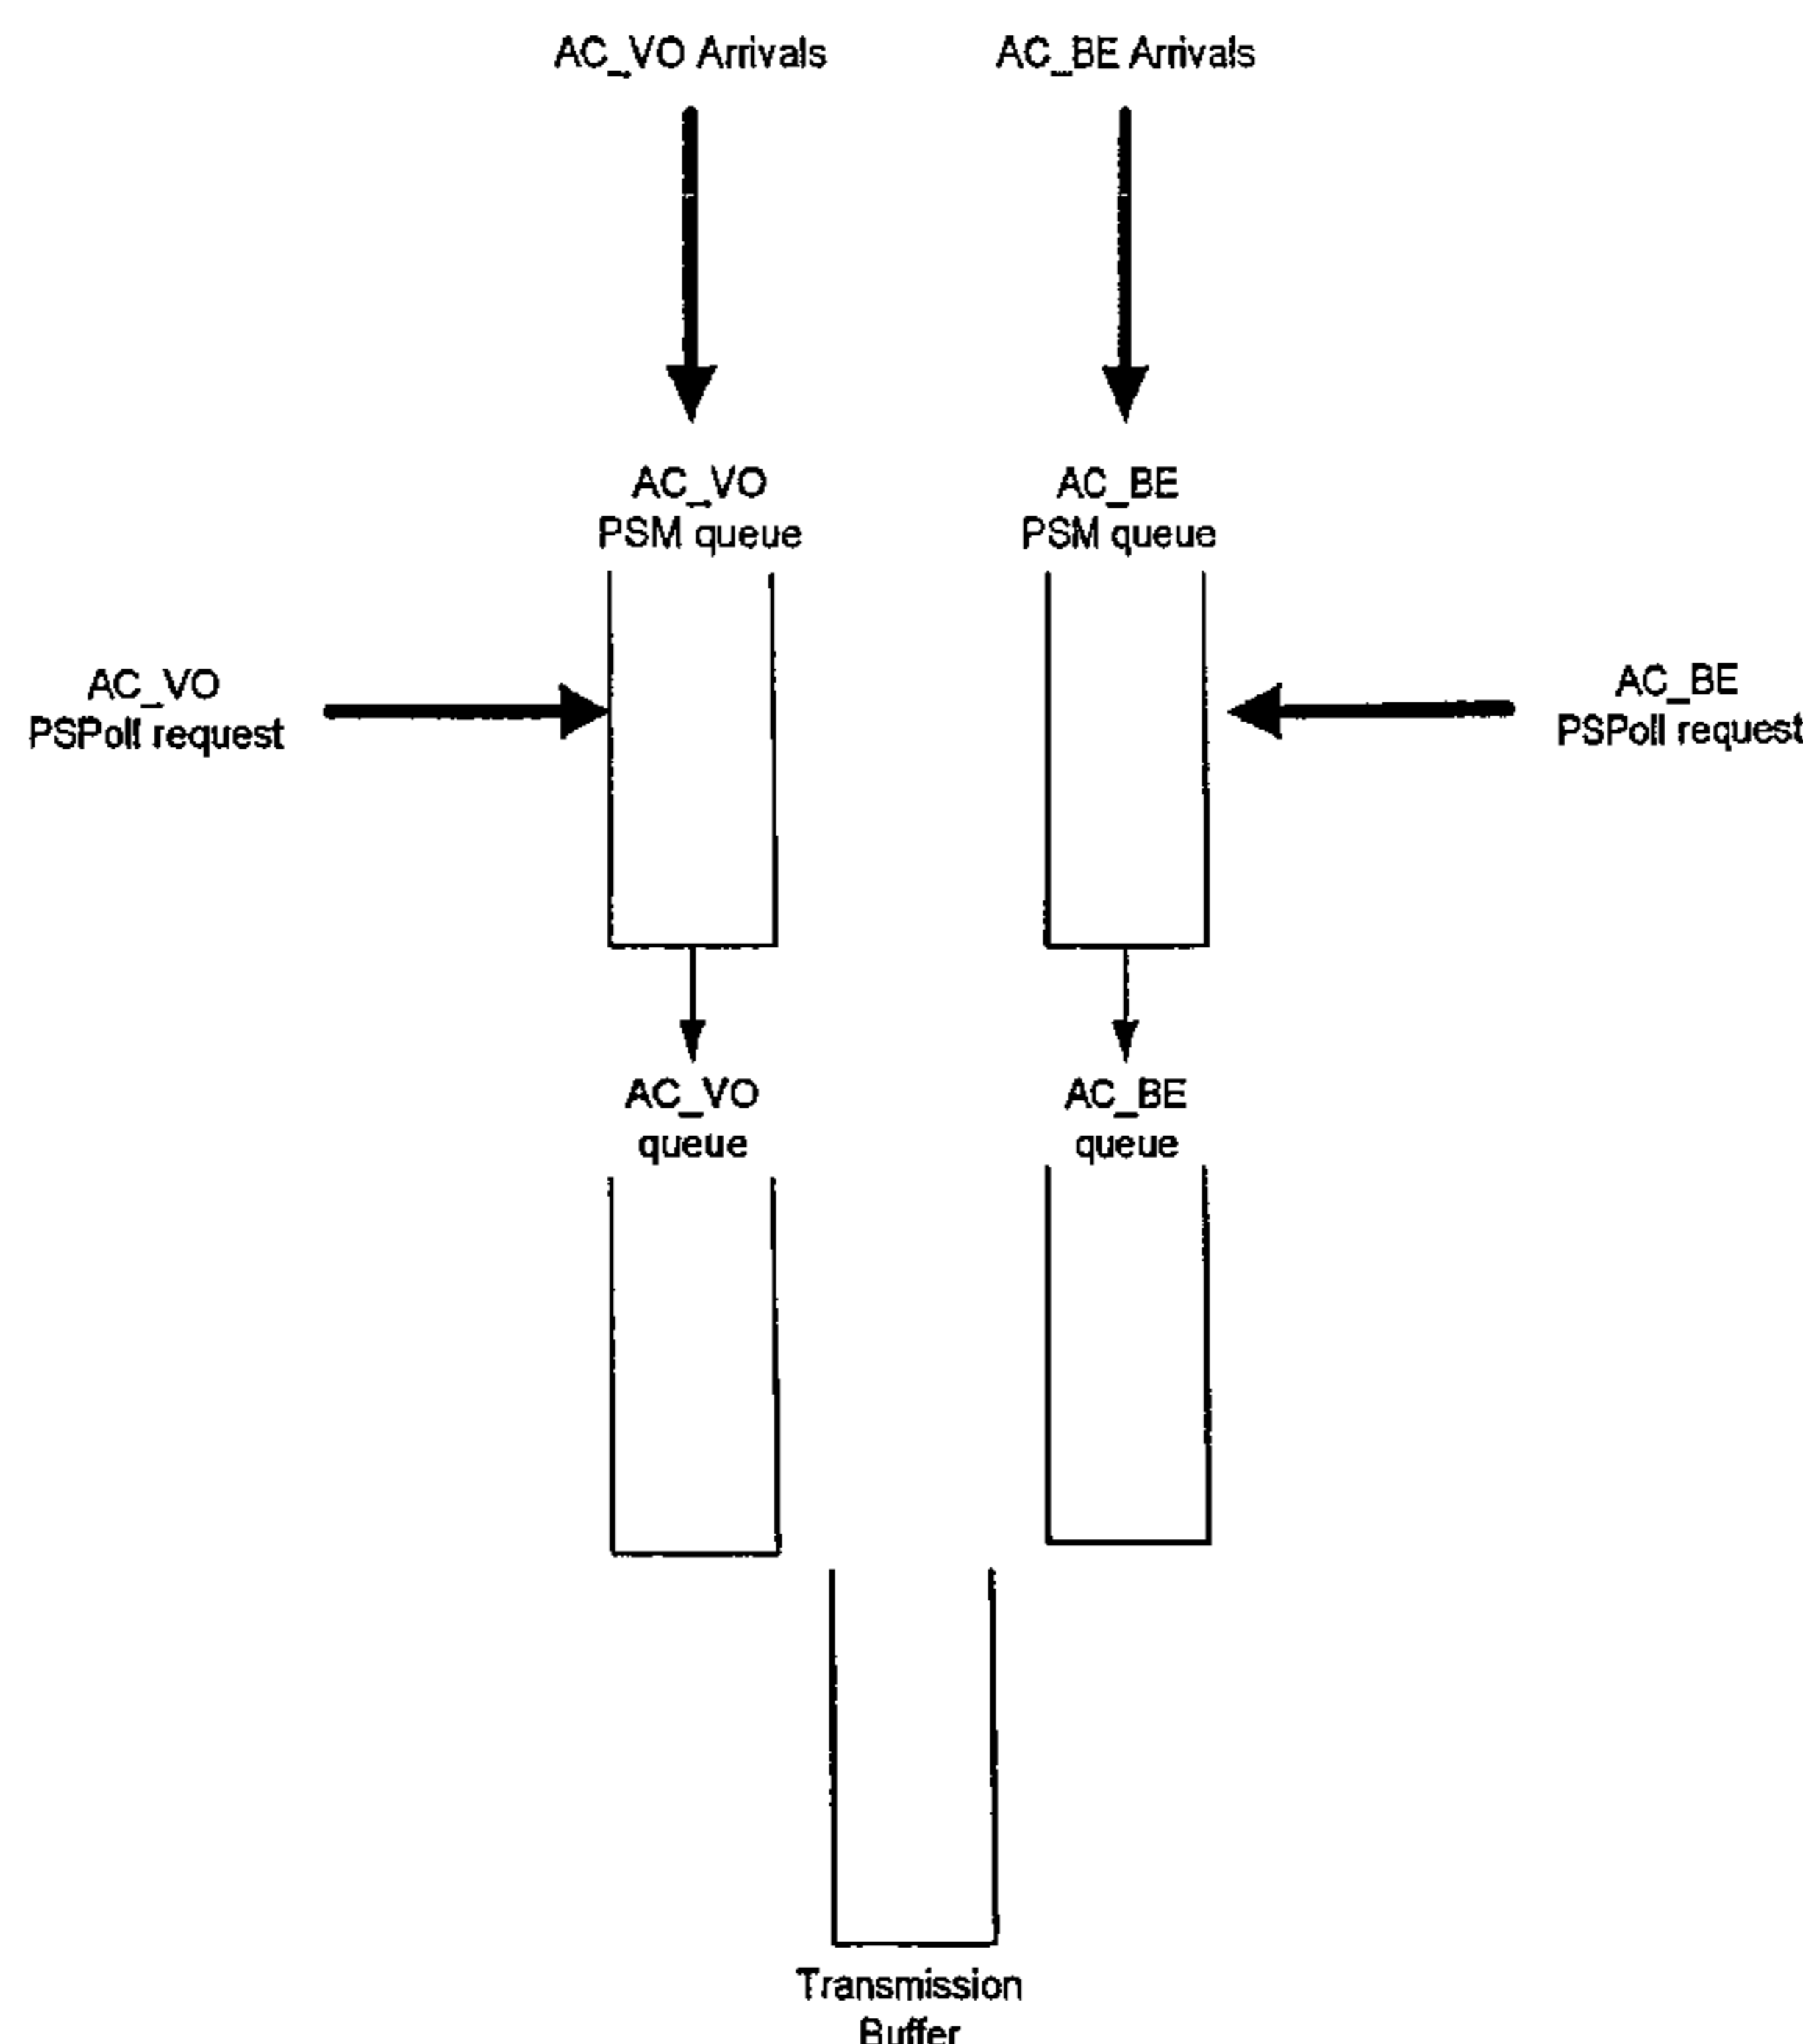 AC_VO Arrivals
AC_BE Arrivals
AC_VO
PSM queue
AC_BE
PSM queue
AC_VO
PSPoll request
AC_BE
PSPoll request
AC_VO
queue
AC_BE
queue
Transmission
Buffer